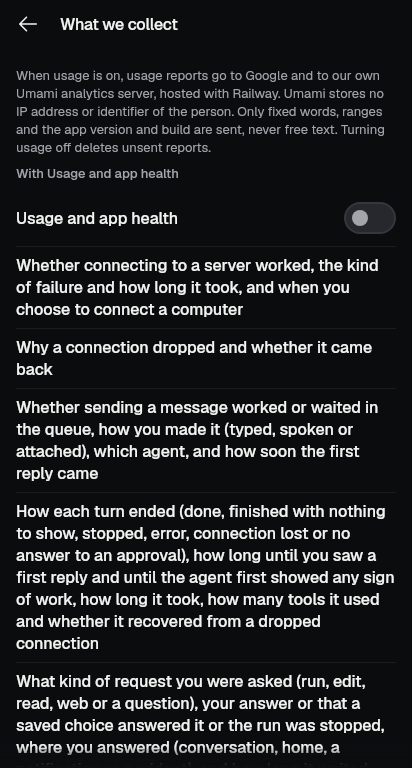 What we collect
When usage is on, usage reports go to Google and to our own
Umami analytics server, hosted with Railway. Umami stores no
IP address or identifier of the person. Only fixed words, ranges
and the app version and build are sent, never free text. Turning
usage off deletes unsent reports.
With Usage and app health
Usage and app health
Whether connecting to a server worked, the kind
of failure and how long it took, and when you
choose to connect a computer
Why a connection dropped and whether it came
back
Whether sending a message worked or waited in
the queue, how you made it (typed, spoken or
attached), which agent, and how soon the first
reply came
How each turn ended (done, finished with nothing
to show, stopped, error, connection lost or no
answer to an approval), how long until you saw a
first reply and until the agent first showed any sign
of work, how long it took, how many tools it used
and whether it recovered from a dropped
connection
What kind of request you were asked (run, edit,
read, web or a question), your answer or that a
saved choice answered it or the run was stopped,
where you answered (conversation, home, a